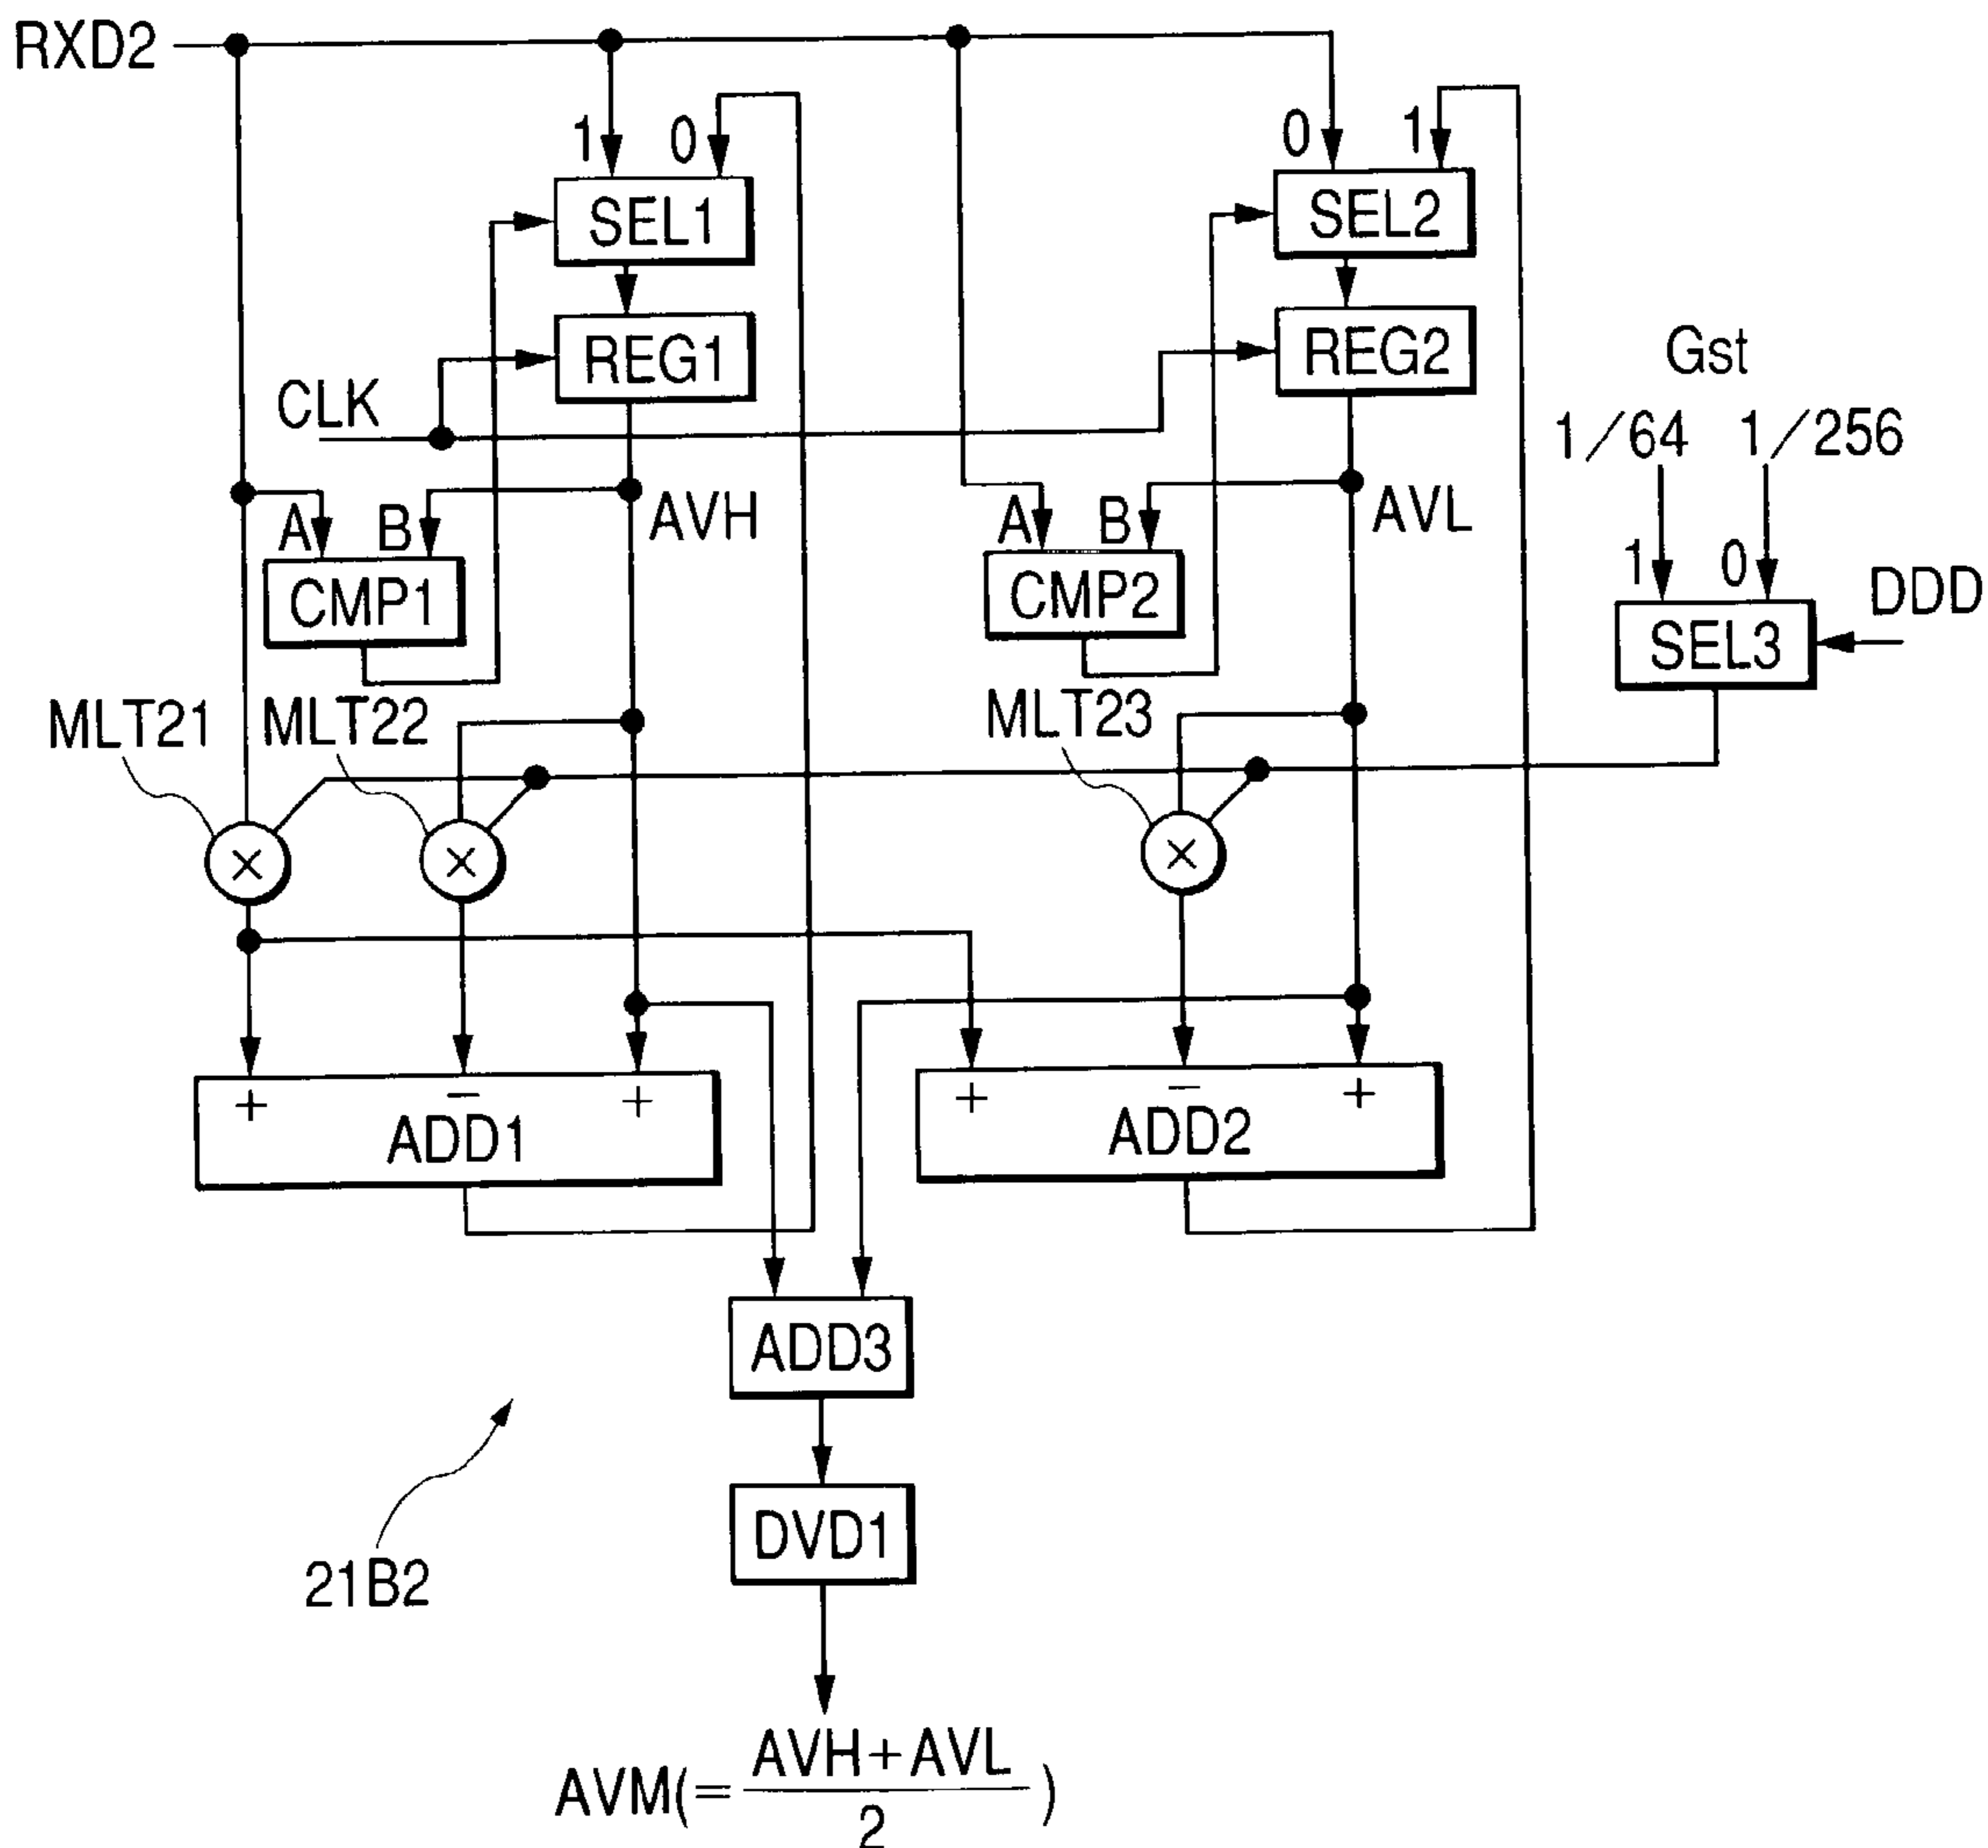 RXD2
1 0
0 1
SEL1
SEL2
REG1
REG2
Gst
CLK
1/64 1/256
A B AVH
A B AVL
1 0
CMP1
CMP2
DDD
SEL3
MLT21 MLT22
MLT23
× ×
×
+ − +
+ − +
ADD1
ADD2
ADD3
DVD1
21B2
AVM(= AVH+AVL / 2 )